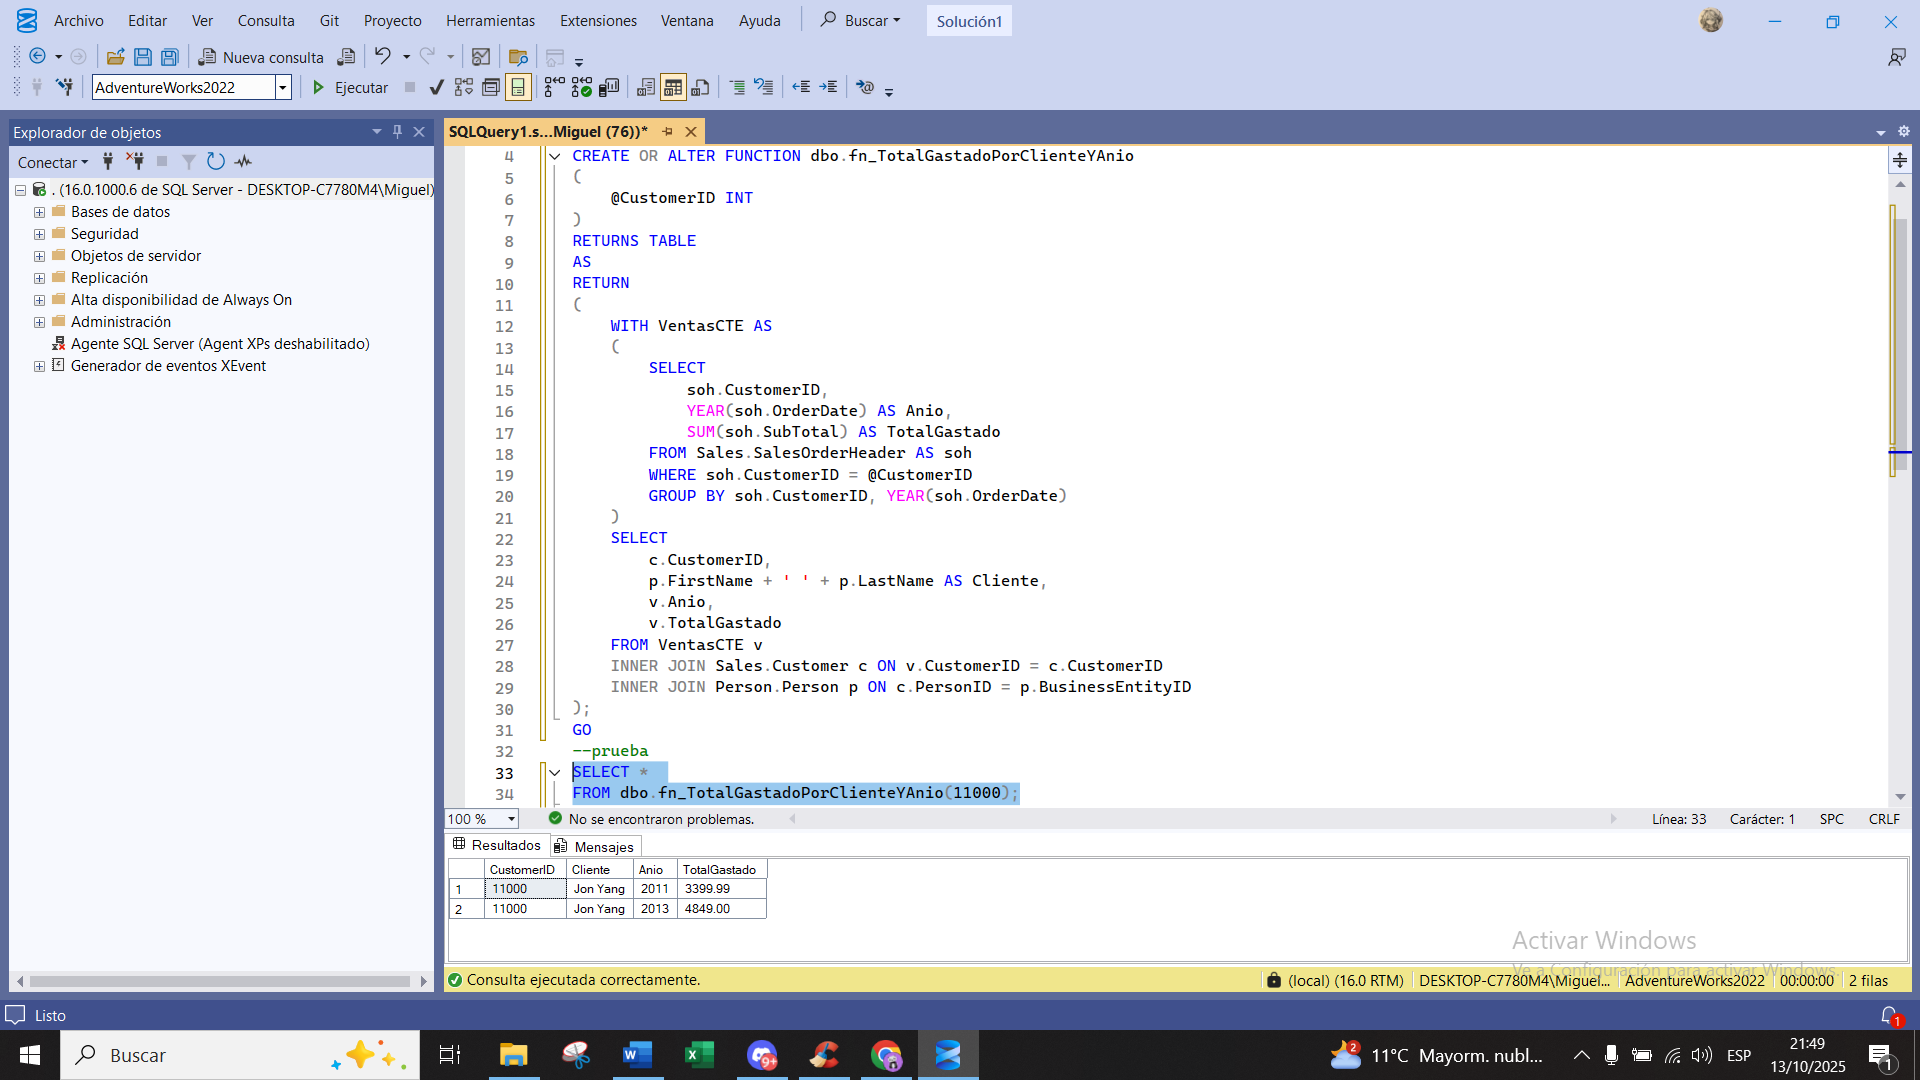 Archivo Editar Ver Consulta Git Proyecto Herramientas Extensiones Ventana Ayuda Buscar Solución1
Nueva consulta
AdventureWorks2022 Ejecutar
Explorador de objetos
Conectar
. (16.0.1000.6 de SQL Server - DESKTOP-C7780M4\Miguel)
Bases de datos
Seguridad
Objetos de servidor
Replicación
Alta disponibilidad de Always On
Administración
Agente SQL Server (Agent XPs deshabilitado)
Generador de eventos XEvent
SQLQuery1.s...Miguel (76))*
4 CREATE OR ALTER FUNCTION dbo.fn_TotalGastadoPorClienteYAnio
5 (
6 @CustomerID INT
7 )
8 RETURNS TABLE
9 AS
10 RETURN
11 (
12 WITH VentasCTE AS
13 (
14 SELECT
15 soh.CustomerID,
16 YEAR(soh.OrderDate) AS Anio,
17 SUM(soh.SubTotal) AS TotalGastado
18 FROM Sales.SalesOrderHeader AS soh
19 WHERE soh.CustomerID = @CustomerID
20 GROUP BY soh.CustomerID, YEAR(soh.OrderDate)
21 )
22 SELECT
23 c.CustomerID,
24 p.FirstName + ' ' + p.LastName AS Cliente,
25 v.Anio,
26 v.TotalGastado
27 FROM VentasCTE v
28 INNER JOIN Sales.Customer c ON v.CustomerID = c.CustomerID
29 INNER JOIN Person.Person p ON c.PersonID = p.BusinessEntityID
30 );
31 GO
32 --prueba
33 SELECT *
34 FROM dbo.fn_TotalGastadoPorClienteYAnio(11000);
100 % No se encontraron problemas. Línea: 33 Carácter: 1 SPC CRLF
Resultados Mensajes
CustomerID Cliente Anio TotalGastado
1 11000 Jon Yang 2011 3399.99
2 11000 Jon Yang 2013 4849.00
Activar Windows
Ve a Configuración para activar Windows.
Consulta ejecutada correctamente. (local) (16.0 RTM) DESKTOP-C7780M4\Miguel... AdventureWorks2022 00:00:00 2 filas
Listo 1
Buscar 9+ 2 11°C Mayorm. nubl... ESP 21:49
13/10/2025 1